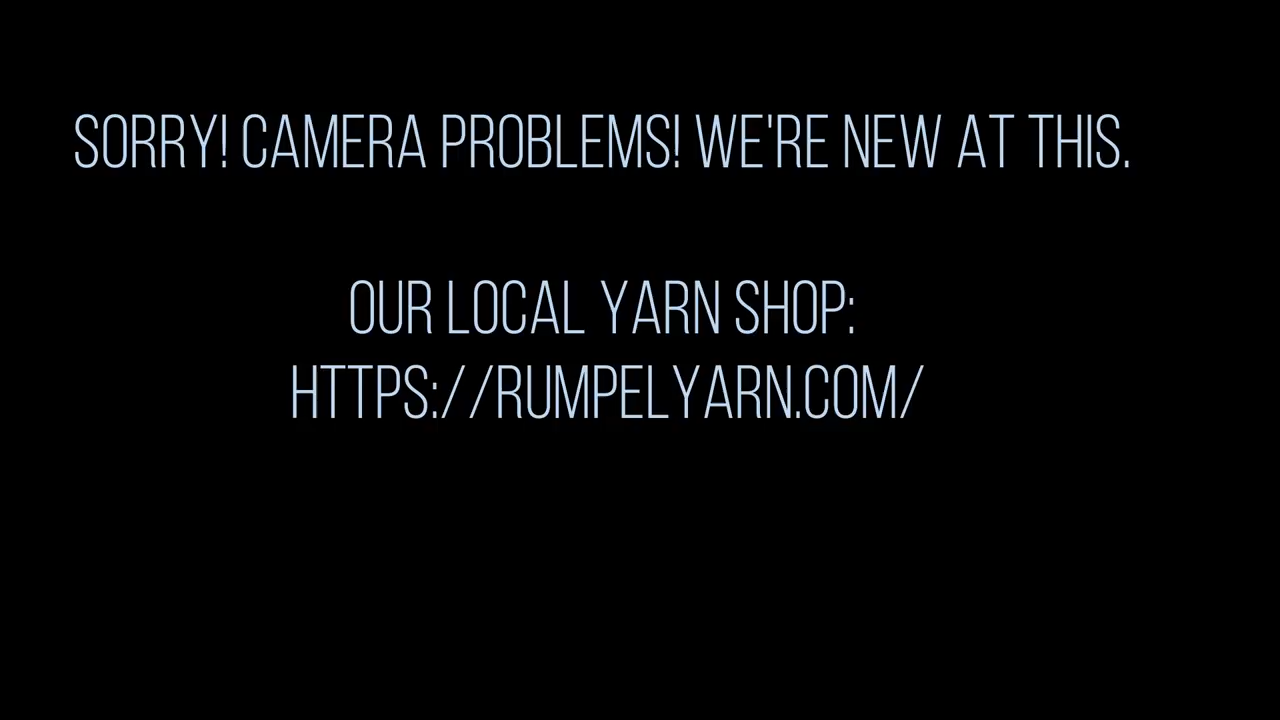 SORRY! CAMERA PROBLEMS! WE'RE NEW AT THIS.
OUR LOCAL YARN SHOP:
HTTPS://RUMPELYARN.COM/